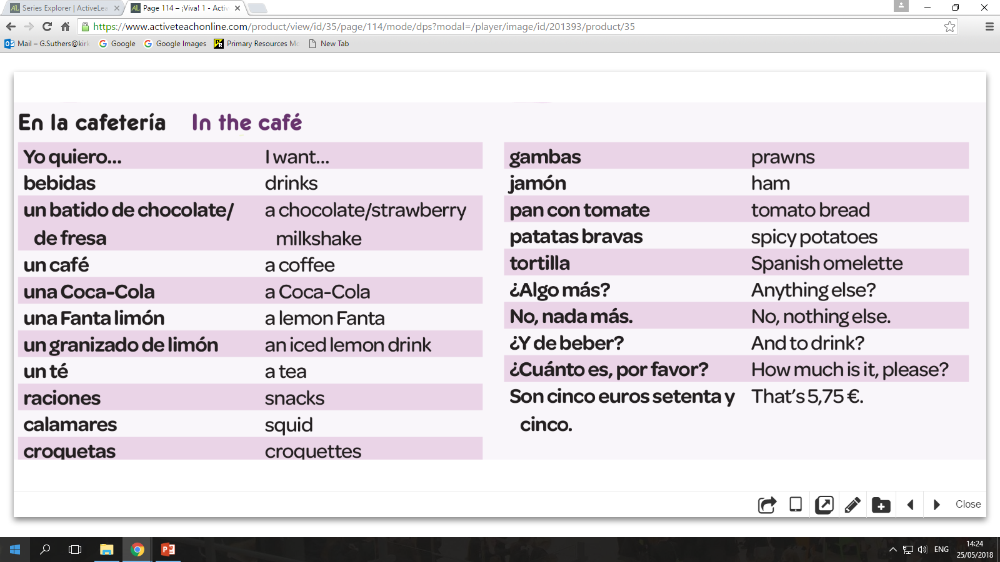 Series Explorer | ActiveLea
Page 114 – ¡Viva! 1 - Activ
https://www.activeteachonline.com/product/view/id/35/page/114/mode/dps?modal=/player/image/id/201393/product/35
Mail – G.Suthers@kirk Google Google Images Primary Resources Mo New Tab
En la cafetería In the café
Yo quiero... I want...
bebidas drinks
un batido de chocolate/ a chocolate/strawberry
de fresa milkshake
un café a coffee
una Coca-Cola a Coca-Cola
una Fanta limón a lemon Fanta
un granizado de limón an iced lemon drink
un té a tea
raciones snacks
calamares squid
croquetas croquettes
gambas prawns
jamón ham
pan con tomate tomato bread
patatas bravas spicy potatoes
tortilla Spanish omelette
¿Algo más? Anything else?
No, nada más. No, nothing else.
¿Y de beber? And to drink?
¿Cuánto es, por favor? How much is it, please?
Son cinco euros setenta y That's 5,75 €.
cinco.
Close
ENG
14:24
25/05/2018